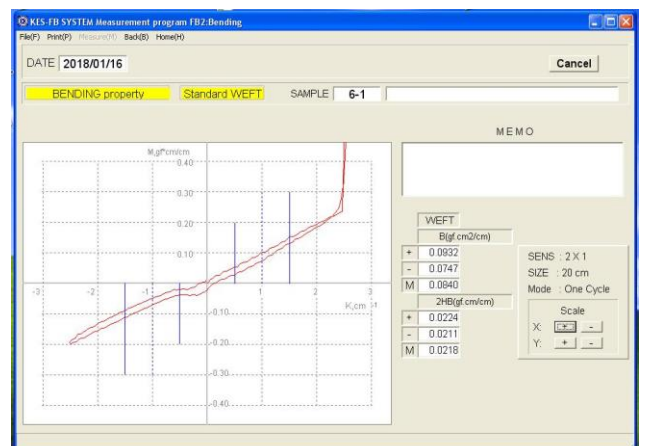 KES-FB SYSTEM Measurement program FB2:Bending
File(F) Print(P) Measure(M) Back(B) Home(H)
DATE 2018/01/16 Cancel
BENDING property Standard WEFT SAMPLE 6-1
MEMO
M,gf*cm/cm
0.40
0.30
0.20
0.10
-3 -2 -1 1 2 3
K,cm -1
-0.10
-0.20
-0.30
-0.40
WEFT
B(gf.cm2/cm)
+ 0.0932
- 0.0747
M 0.0840
2HB(gf.cm/cm)
+ 0.0224
- 0.0211
M 0.0218
SENS : 2 X 1
SIZE : 20 cm
Mode : One Cycle
Scale
X: + -
Y: + -